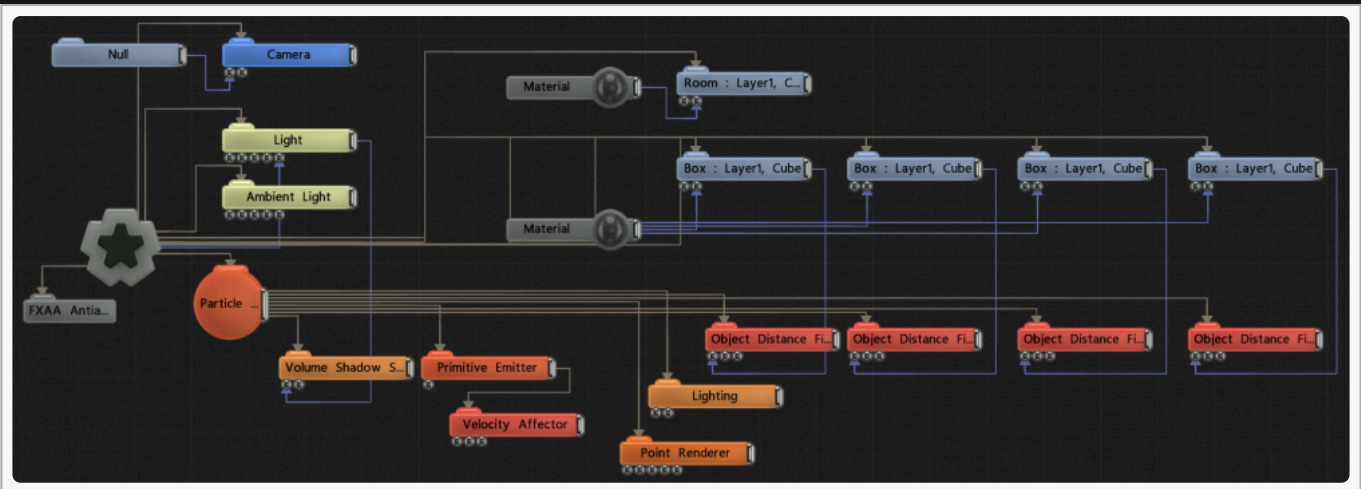 Null
Camera
Material
Room : Layer1, C...
Light
Box : Layer1, Cube
Box : Layer1, Cube
Box : Layer1, Cube
Box : Layer1, Cube
Ambient Light
Material
Particle ...
FXAA Antia...
Object Distance Fi...
Object Distance Fi...
Object Distance Fi...
Object Distance Fi...
Volume Shadow S...
Primitive Emitter
Lighting
Velocity Affector
Point Renderer